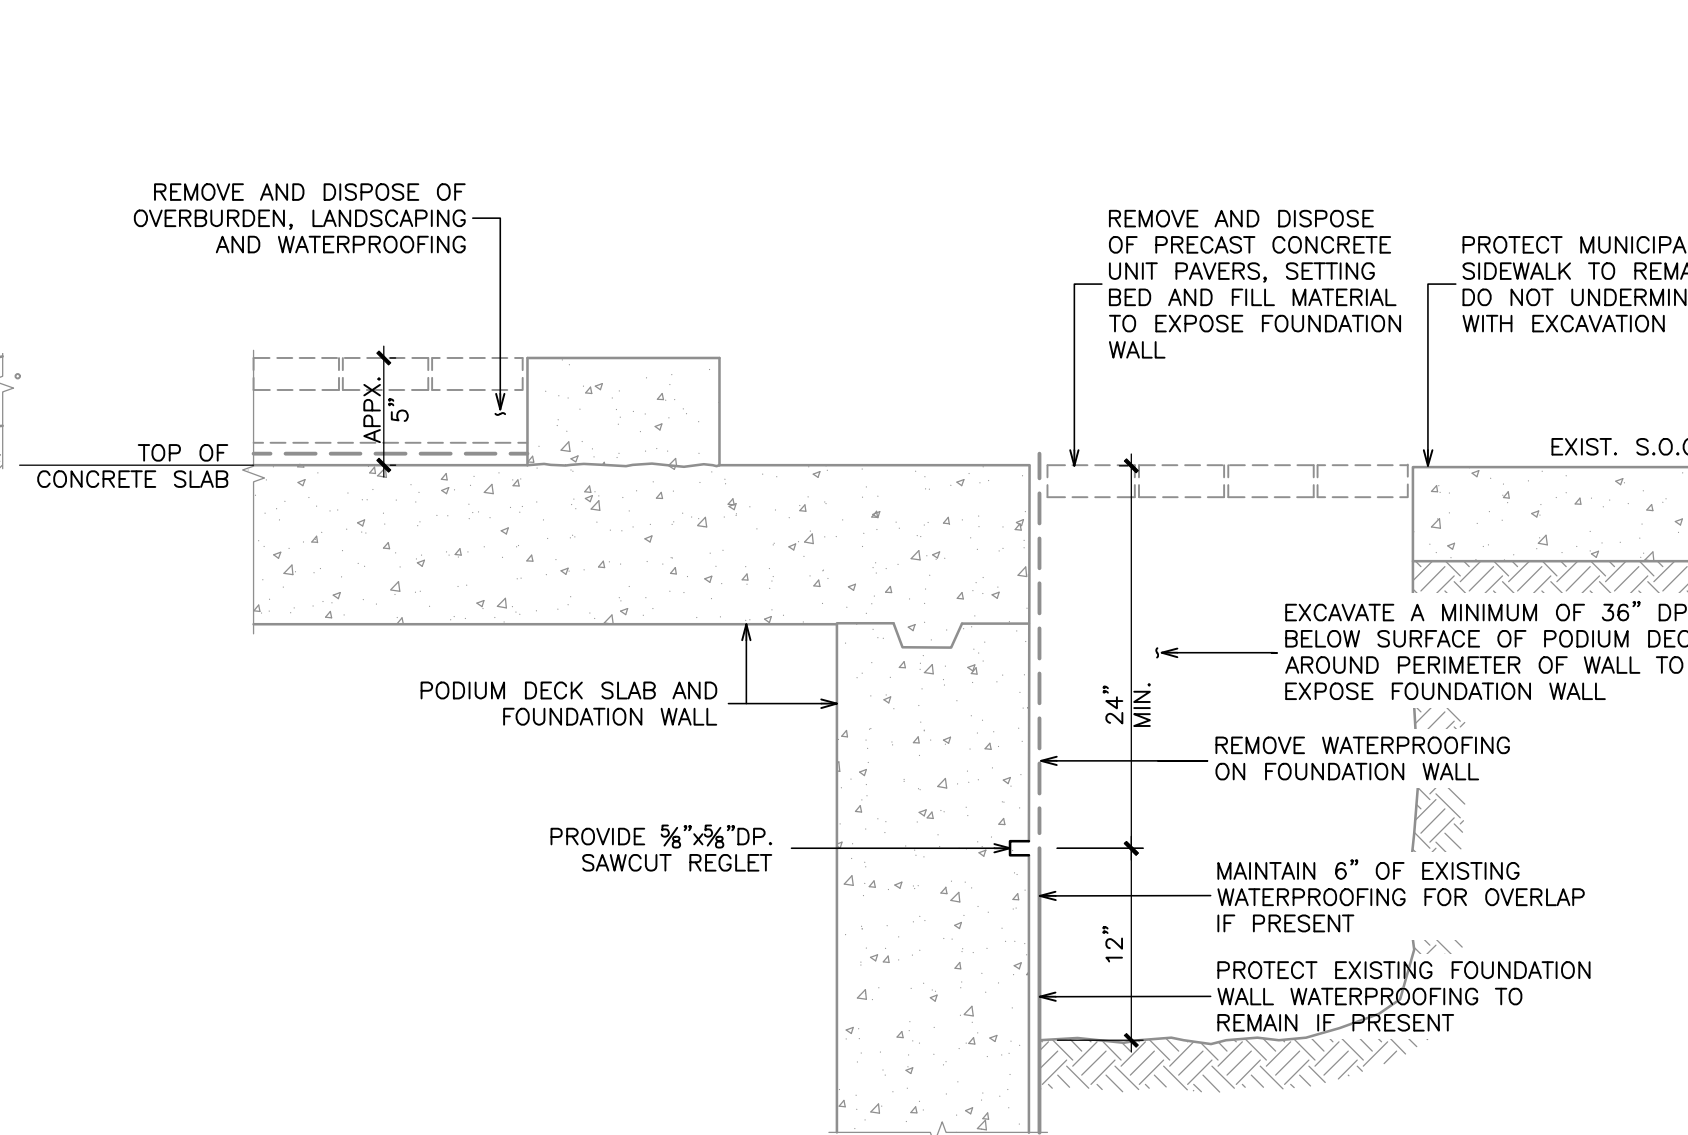 REMOVE AND DISPOSE OF
OVERBURDEN, LANDSCAPING
AND WATERPROOFING
REMOVE AND DISPOSE
OF PRECAST CONCRETE
UNIT PAVERS, SETTING
BED AND FILL MATERIAL
TO EXPOSE FOUNDATION
WALL
PROTECT MUNICIPA
SIDEWALK TO REMA
DO NOT UNDERMIN
WITH EXCAVATION
APPX.
5"
TOP OF
CONCRETE SLAB
EXIST. S.O.
EXCAVATE A MINIMUM OF 36" DP
BELOW SURFACE OF PODIUM DEC
AROUND PERIMETER OF WALL TO
EXPOSE FOUNDATION WALL
PODIUM DECK SLAB AND
FOUNDATION WALL
24"
MIN.
REMOVE WATERPROOFING
ON FOUNDATION WALL
PROVIDE ⅝"x⅝"DP.
SAWCUT REGLET
MAINTAIN 6" OF EXISTING
WATERPROOFING FOR OVERLAP
IF PRESENT
12"
PROTECT EXISTING FOUNDATION
WALL WATERPROOFING TO
REMAIN IF PRESENT